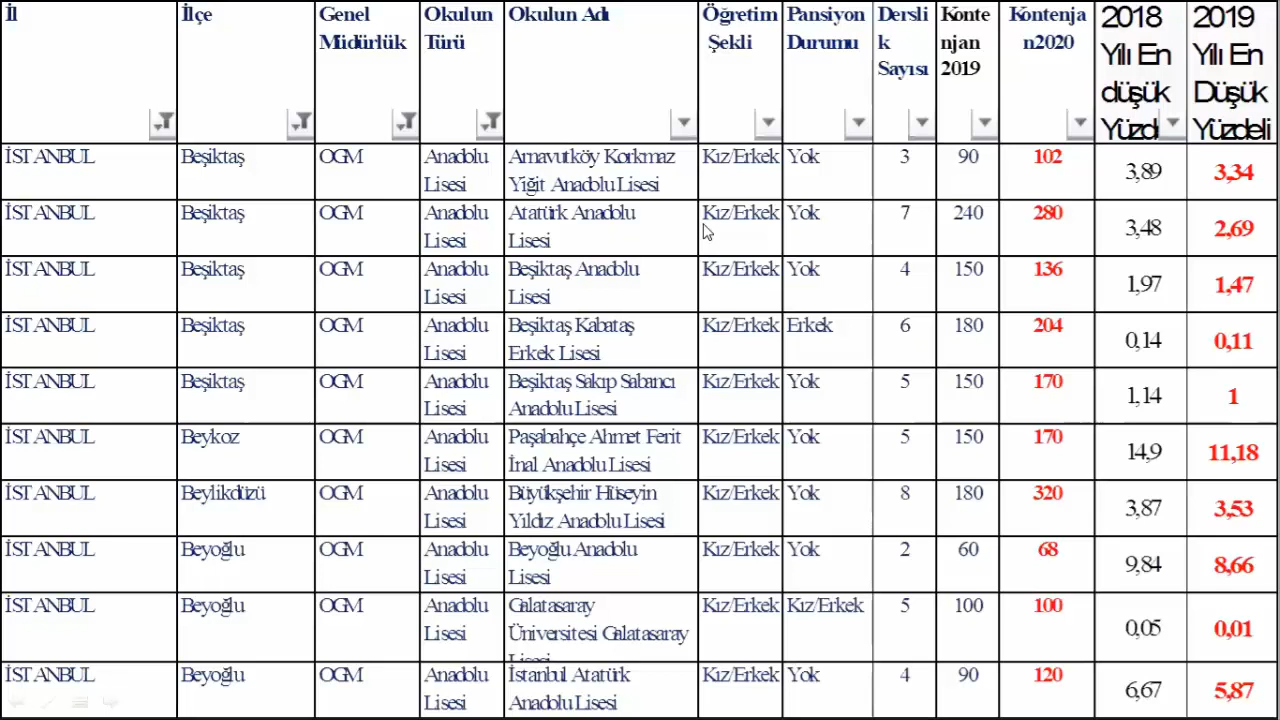 İl İlçe Genel Müdürlük Okulun Türü Okulun Adı Öğretim Şekli Pansiyon Durumu Derslik Sayısı Kontenjan 2019 Kontenjan2020 2018 Yılı En düşük 2019 Yılı En Düşük Yüzdeli
İSTANBUL Beşiktaş OGM Anadolu Lisesi Arnavutköy Korkmaz Yiğit Anadolu Lisesi Kız/Erkek Yok 3 90 102 3,89 3,34
İSTANBUL Beşiktaş OGM Anadolu Lisesi Atatürk Anadolu Lisesi Kız/Erkek Yok 7 240 280 3,48 2,69
İSTANBUL Beşiktaş OGM Anadolu Lisesi Beşiktaş Anadolu Lisesi Kız/Erkek Yok 4 150 136 1,97 1,47
İSTANBUL Beşiktaş OGM Anadolu Lisesi Beşiktaş Kabataş Erkek Lisesi Kız/Erkek Erkek 6 180 204 0,14 0,11
İSTANBUL Beşiktaş OGM Anadolu Lisesi Beşiktaş Sakıp Sabancı Anadolu Lisesi Kız/Erkek Yok 5 150 170 1,14 1
İSTANBUL Beykoz OGM Anadolu Lisesi Paşabahçe Ahmet Ferit İnal Anadolu Lisesi Kız/Erkek Yok 5 150 170 14,9 11,18
İSTANBUL Beylikdüzü OGM Anadolu Lisesi Büyükşehir Hüseyin Yıldız Anadolu Lisesi Kız/Erkek Yok 8 180 320 3,87 3,53
İSTANBUL Beyoğlu OGM Anadolu Lisesi Beyoğlu Anadolu Lisesi Kız/Erkek Yok 2 60 68 9,84 8,66
İSTANBUL Beyoğlu OGM Anadolu Lisesi Galatasaray Üniversitesi Galatasaray Lisesi Kız/Erkek Kız/Erkek 5 100 100 0,05 0,01
İSTANBUL Beyoğlu OGM Anadolu Lisesi İstanbul Atatürk Anadolu Lisesi Kız/Erkek Yok 4 90 120 6,67 5,87